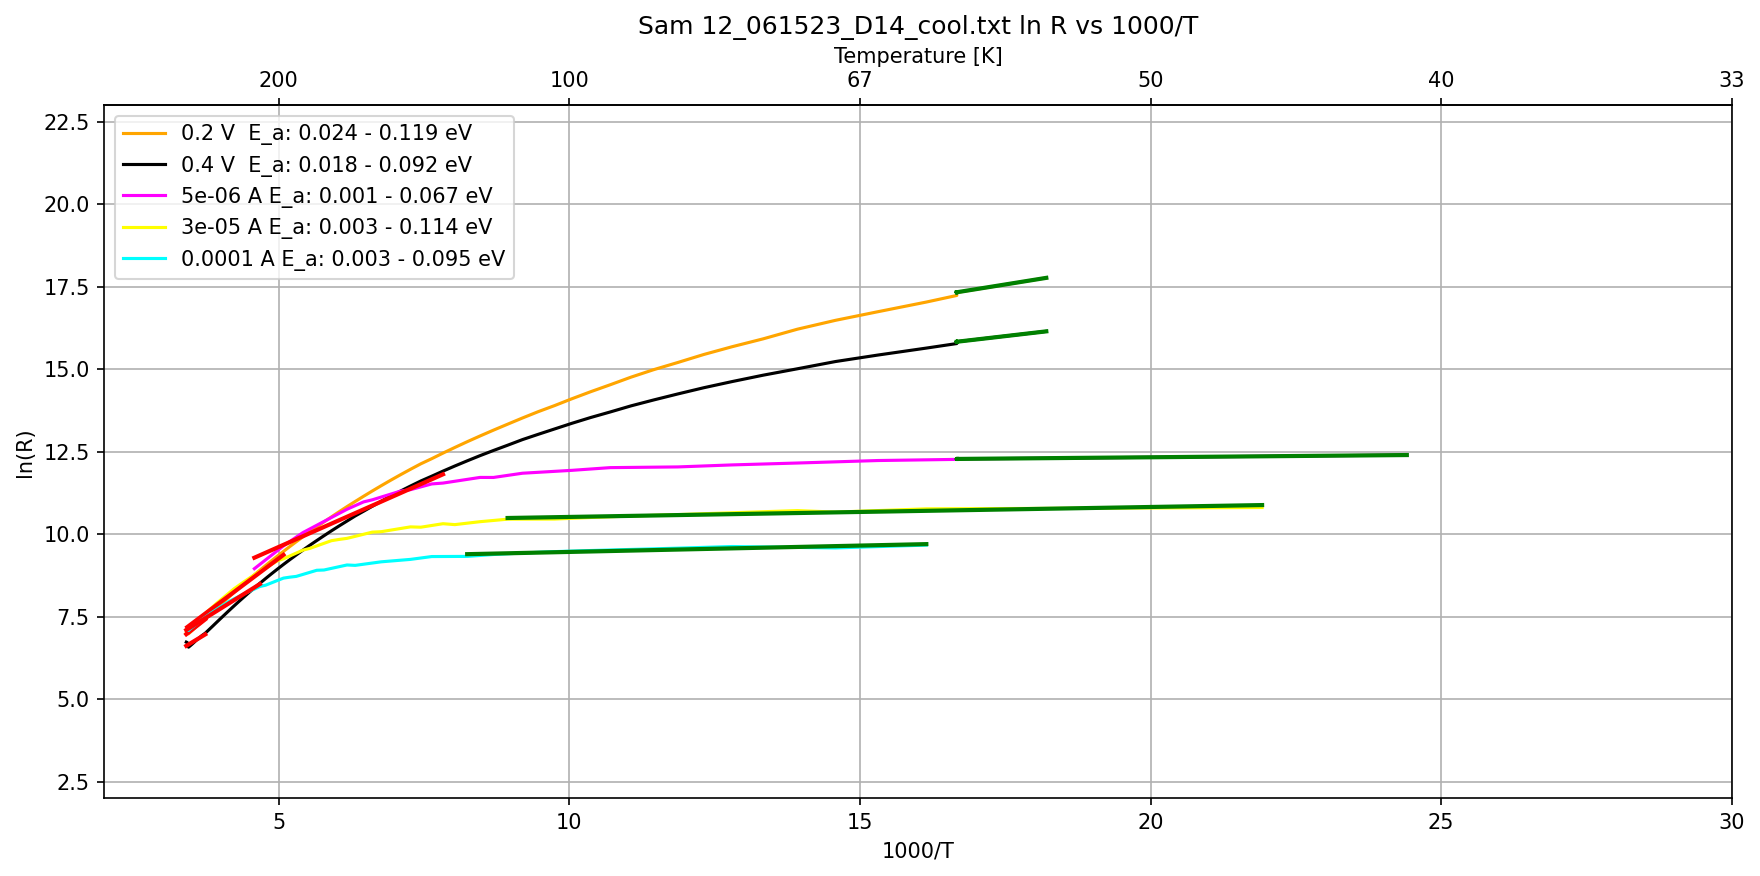 Sam 12_061523_D14_cool.txt ln R vs 1000/T
Temperature [K]
200 100 67 50 40 33
0.2 V  E_a: 0.024 - 0.119 eV
0.4 V  E_a: 0.018 - 0.092 eV
5e-06 A E_a: 0.001 - 0.067 eV
3e-05 A E_a: 0.003 - 0.114 eV
0.0001 A E_a: 0.003 - 0.095 eV
ln(R)
22.5
20.0
17.5
15.0
12.5
10.0
7.5
5.0
2.5
5 10 15 20 25 30
1000/T